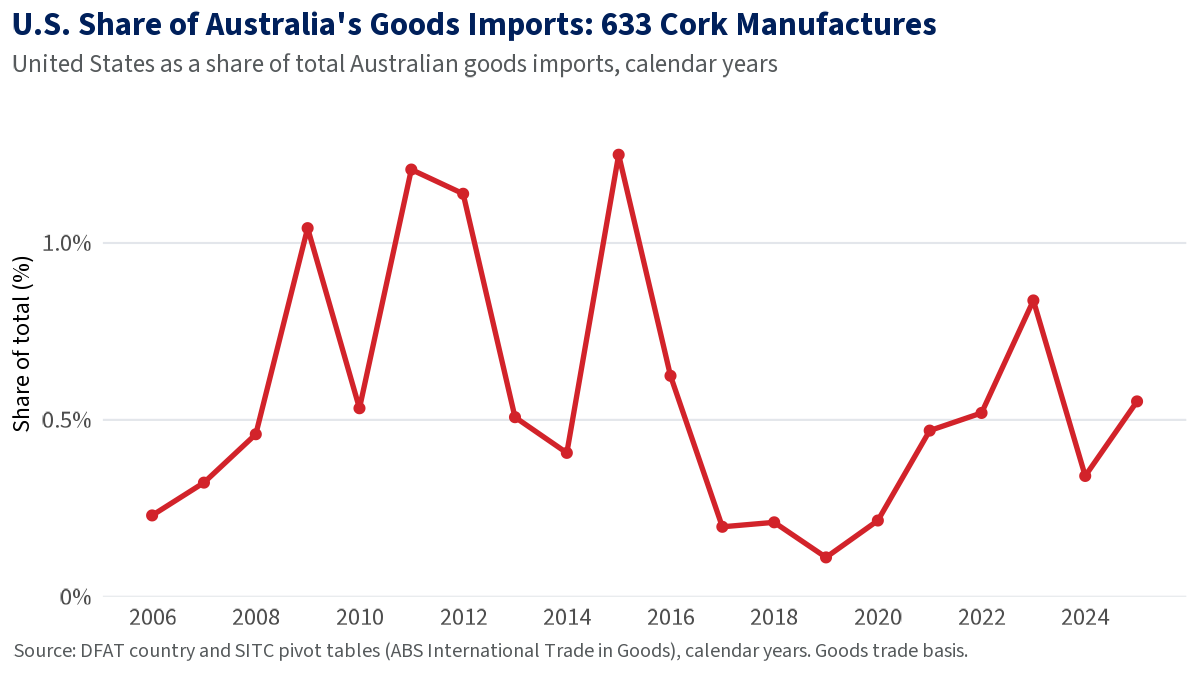 U.S. Share of Australia's Goods Imports: 633 Cork Manufactures
United States as a share of total Australian goods imports, calendar years
Share of total (%)
1.0%
0.5%
0%
2006 2008 2010 2012 2014 2016 2018 2020 2022 2024
Source: DFAT country and SITC pivot tables (ABS International Trade in Goods), calendar years. Goods trade basis.